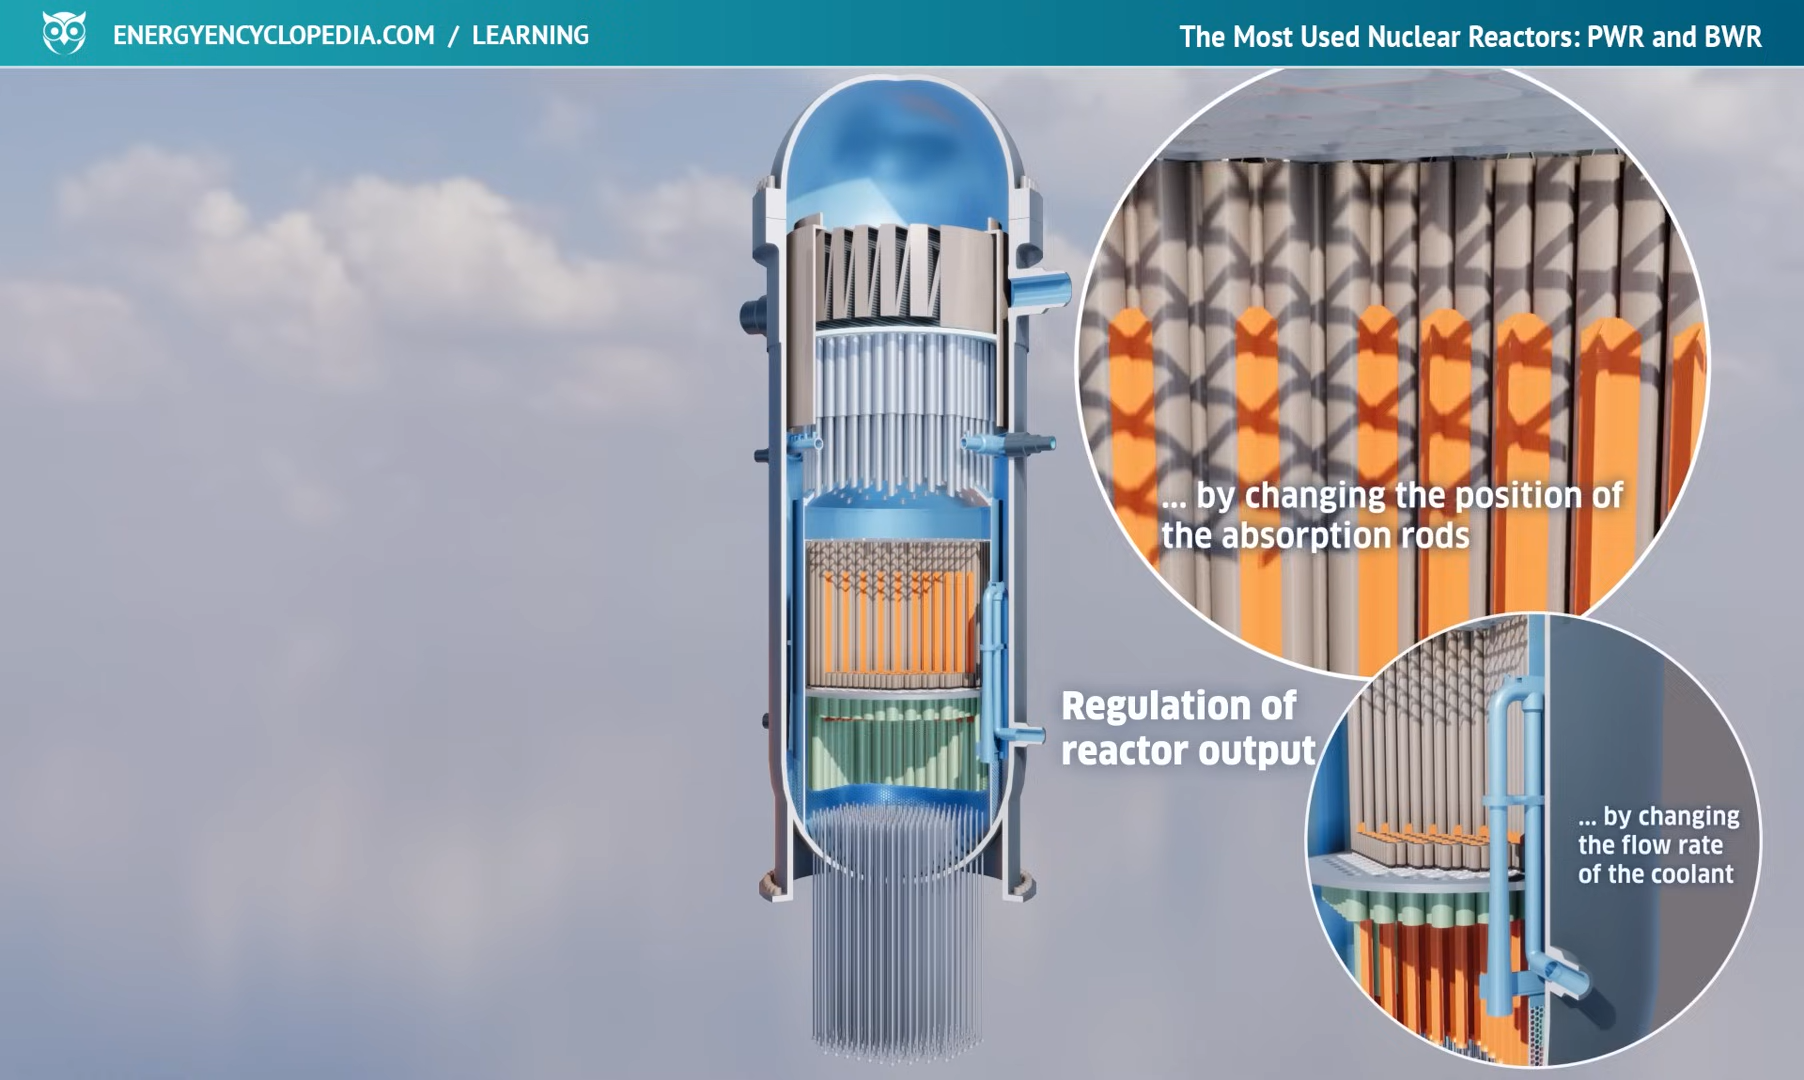 ENERGYENCYCLOPEDIA.COM / LEARNING
The Most Used Nuclear Reactors: PWR and BWR
... by changing the position of
the absorption rods
Regulation of
reactor output
... by changing
the flow rate
of the coolant